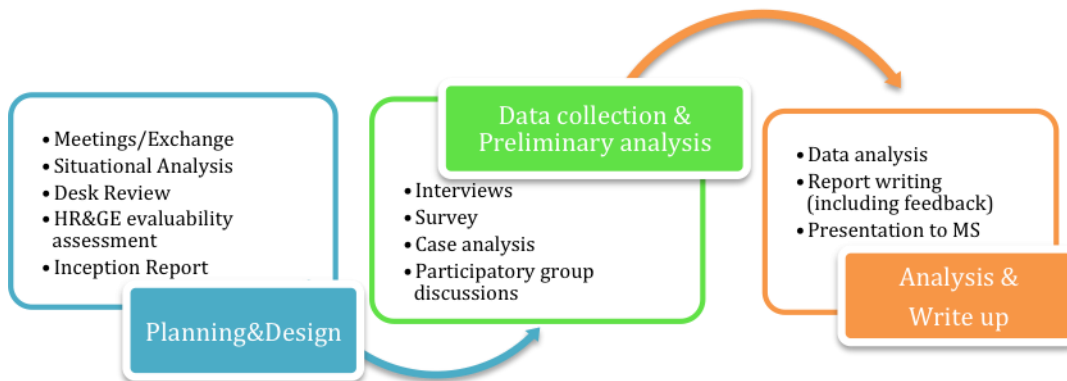 • Meetings/Exchange
• Situational Analysis
• Desk Review
• HR&GE evaluability
assessment
• Inception Report
Planning&Design
Data collection &
Preliminary analysis
• Interviews
• Survey
• Case analysis
• Participatory group
discussions
• Data analysis
• Report writing
(including feedback)
• Presentation to MS
Analysis &
Write up